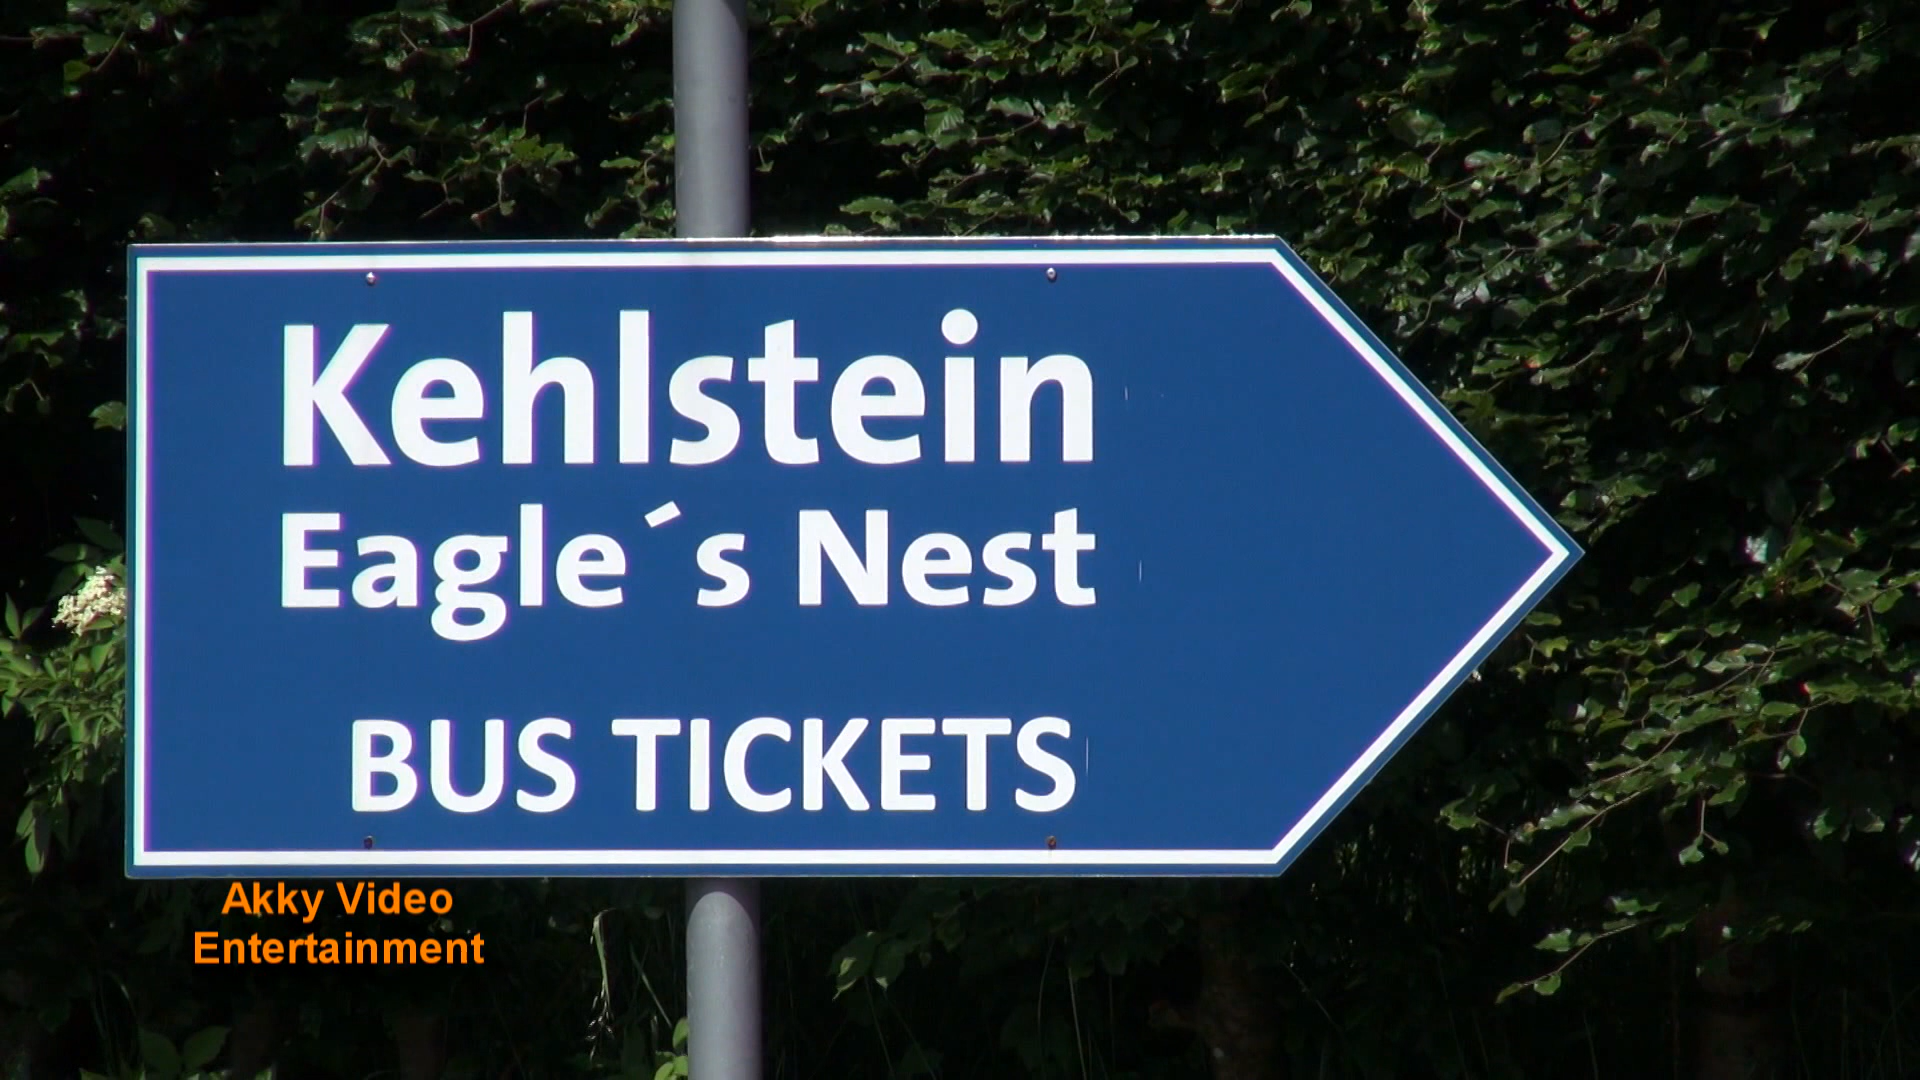 Kehlstein
Eagle´s Nest
BUS TICKETS
Akky Video
Entertainment